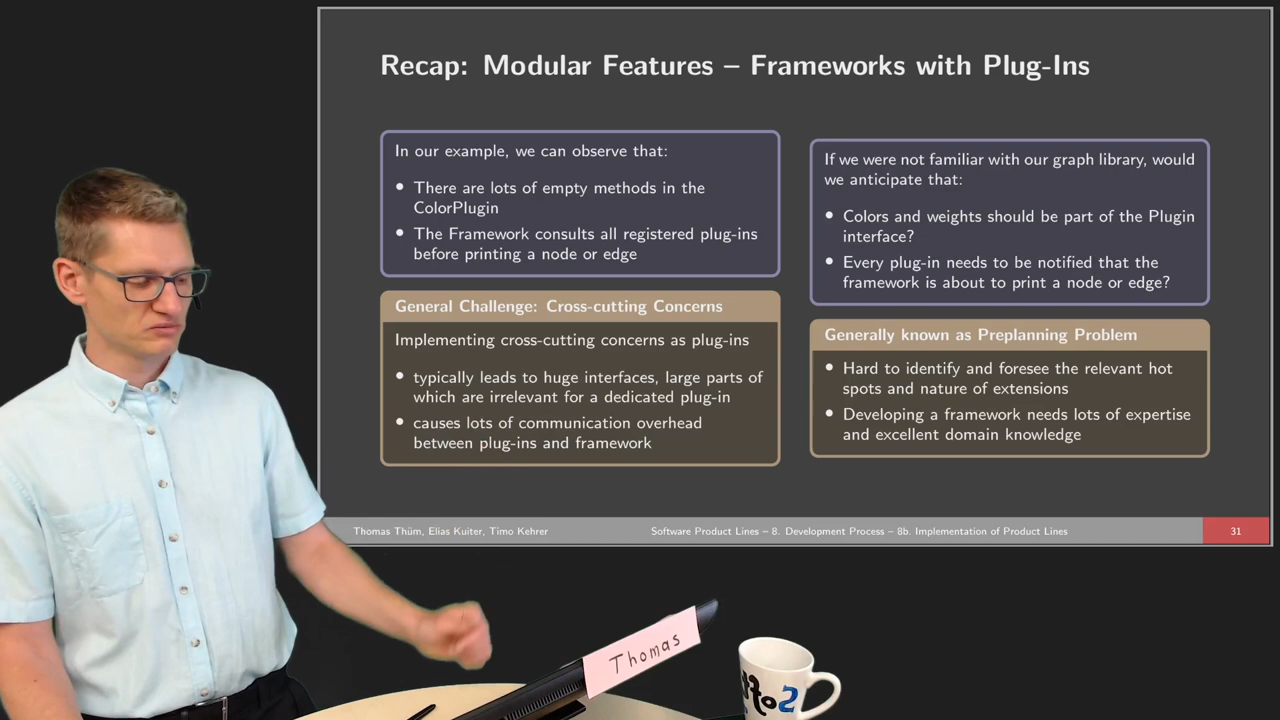 Recap: Modular Features – Frameworks with Plug-Ins
In our example, we can observe that:
• There are lots of empty methods in the
ColorPlugin
• The Framework consults all registered plug-ins
before printing a node or edge
General Challenge: Cross-cutting Concerns
Implementing cross-cutting concerns as plug-ins
• typically leads to huge interfaces, large parts of
which are irrelevant for a dedicated plug-in
• causes lots of communication overhead
between plug-ins and framework
If we were not familiar with our graph library, would
we anticipate that:
• Colors and weights should be part of the Plugin
interface?
• Every plug-in needs to be notified that the
framework is about to print a node or edge?
Generally known as Preplanning Problem
• Hard to identify and foresee the relevant hot
spots and nature of extensions
• Developing a framework needs lots of expertise
and excellent domain knowledge
Thomas Thüm, Elias Kuiter, Timo Kehrer
Software Product Lines – 8. Development Process – 8b. Implementation of Product Lines
31
Thomas